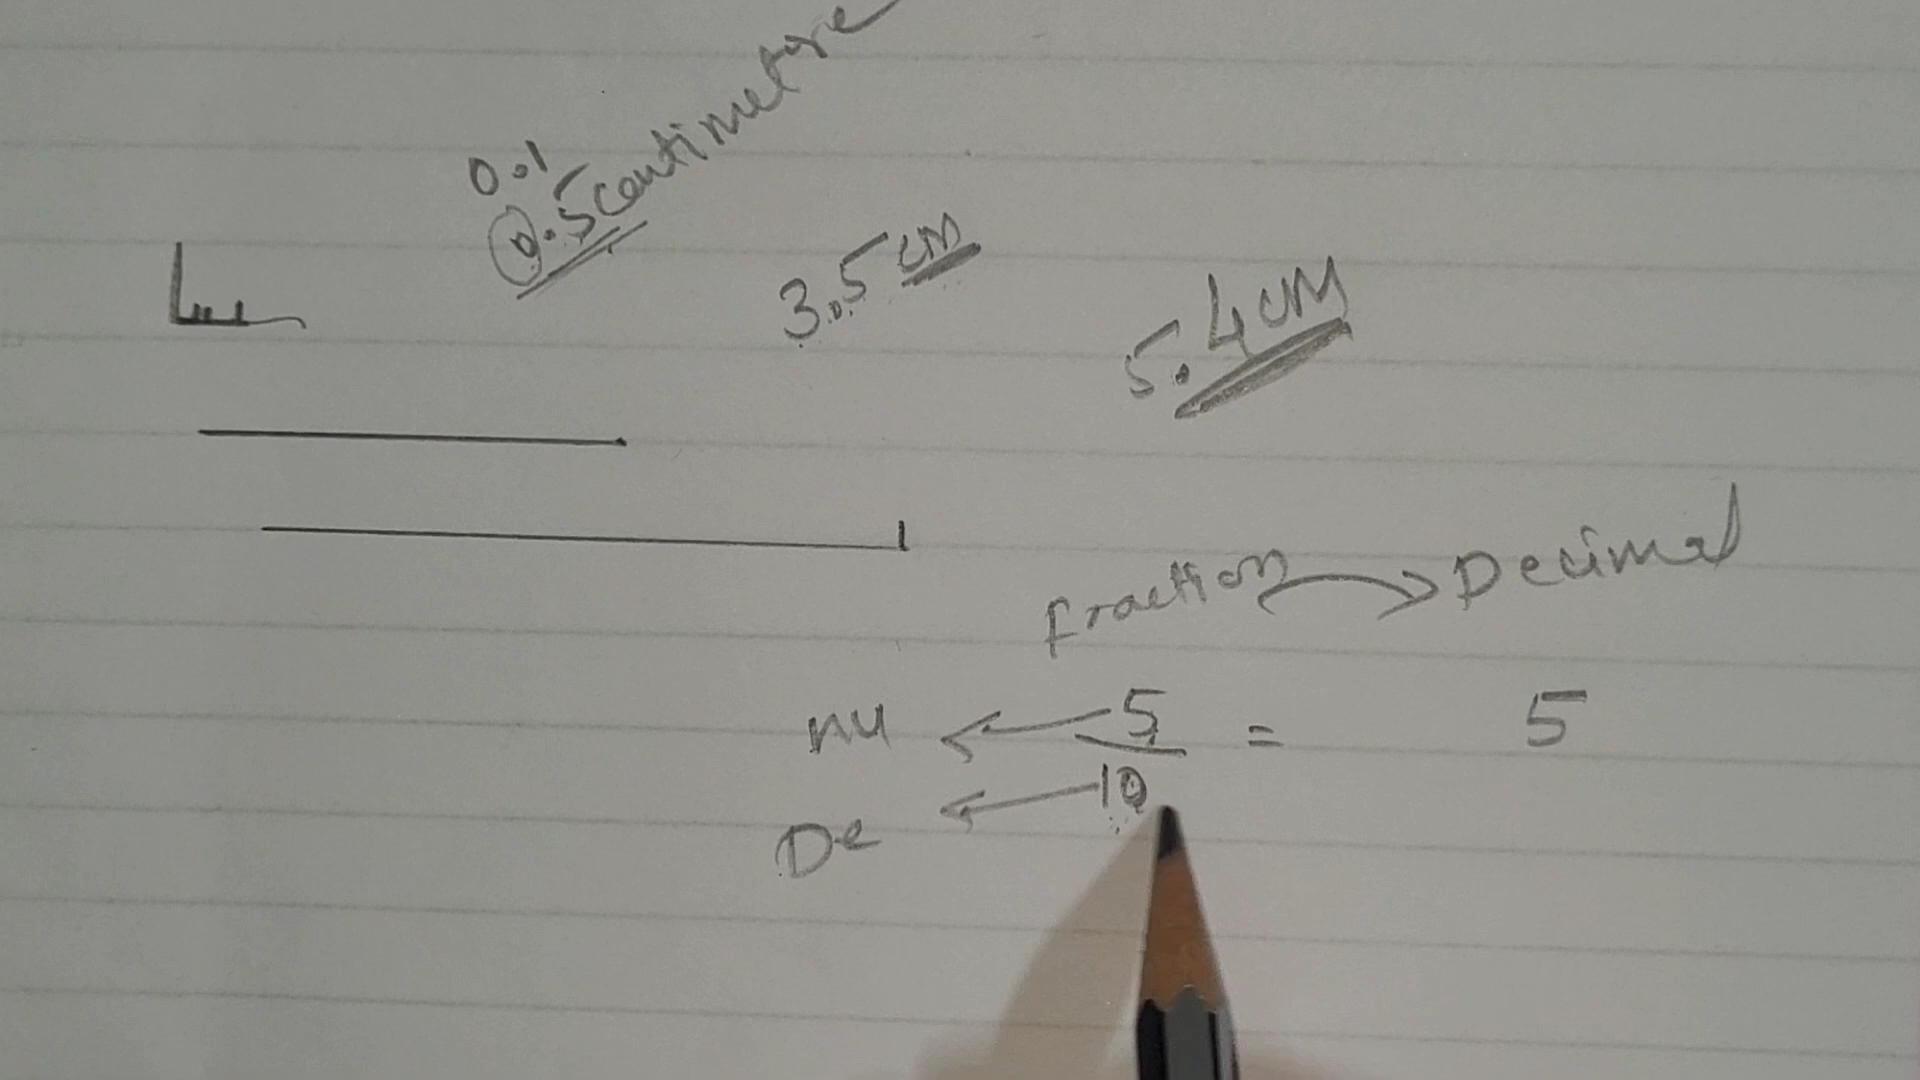 0.1
0.5 centimetre
3.5 cm
5.4 cm
fraction Decimal
nu 5 = 5
De 10